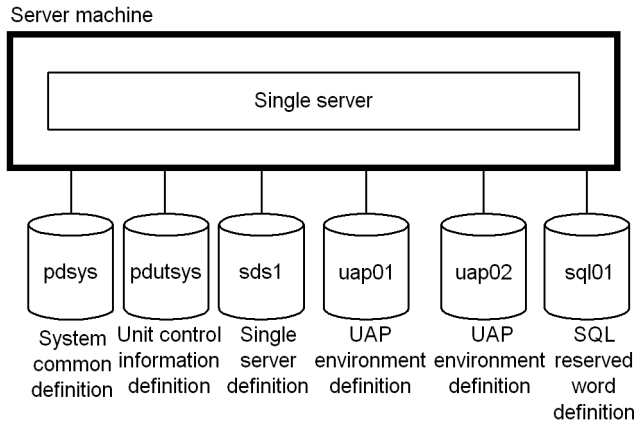 Server machine
Single server
pdsys
pdutsys
sds1
uap01
uap02
sql01
System
common
definition
Unit control
information
definition
Single
server
definition
UAP
environment
definition
UAP
environment
definition
SQL
reserved
word
definition